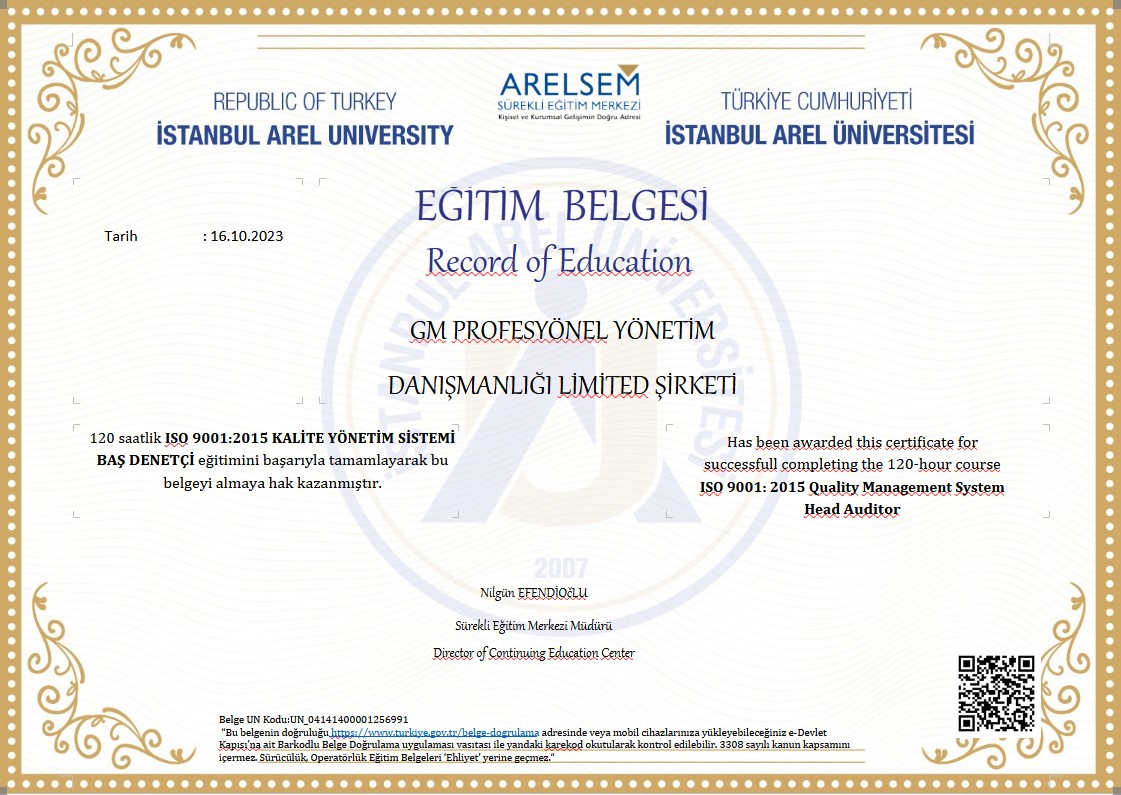 REPUBLIC OF TURKEY
İSTANBUL AREL UNIVERSITY
ARELSEM
SÜREKLİ EĞİTİM MERKEZİ
Kişisel ve Kurumsal Gelişimin Doğru Adresi
TÜRKİYE CUMHURİYETİ
İSTANBUL AREL ÜNİVERSİTESİ
EĞİTİM BELGESİ
Record of Education
Tarih : 16.10.2023
GM PROFESYÖNEL YÖNETİM
DANIŞMANLIĞI LİMİTED ŞİRKETİ
120 saatlik ISO 9001:2015 KALİTE YÖNETİM SİSTEMİ
BAŞ DENETÇİ eğitimini başarıyla tamamlayarak bu
belgeyi almaya hak kazanmıştır.
Has been awarded this certificate for
successfull completing the 120-hour course
ISO 9001: 2015 Quality Management System
Head Auditor
İSTANBUL AREL ÜNİVERSİTESİ
2007
Nilgün EFENDİOĞLU
Sürekli Eğitim Merkezi Müdürü
Director of Continuing Education Center
Belge UN Kodu:UN_04141400001256991
"Bu belgenin doğruluğu https://www.turkiye.gov.tr/belge-dogrulama adresinde veya mobil cihazlarınıza yükleyebileceğiniz e-Devlet
Kapısı'na ait Barkodlu Belge Doğrulama uygulaması vasıtası ile yandaki karekod okutularak kontrol edilebilir. 3308 sayılı kanun kapsamını
içermez. Sürücülük, Operatörlük Eğitim Belgeleri 'Ehliyet' yerine geçmez."